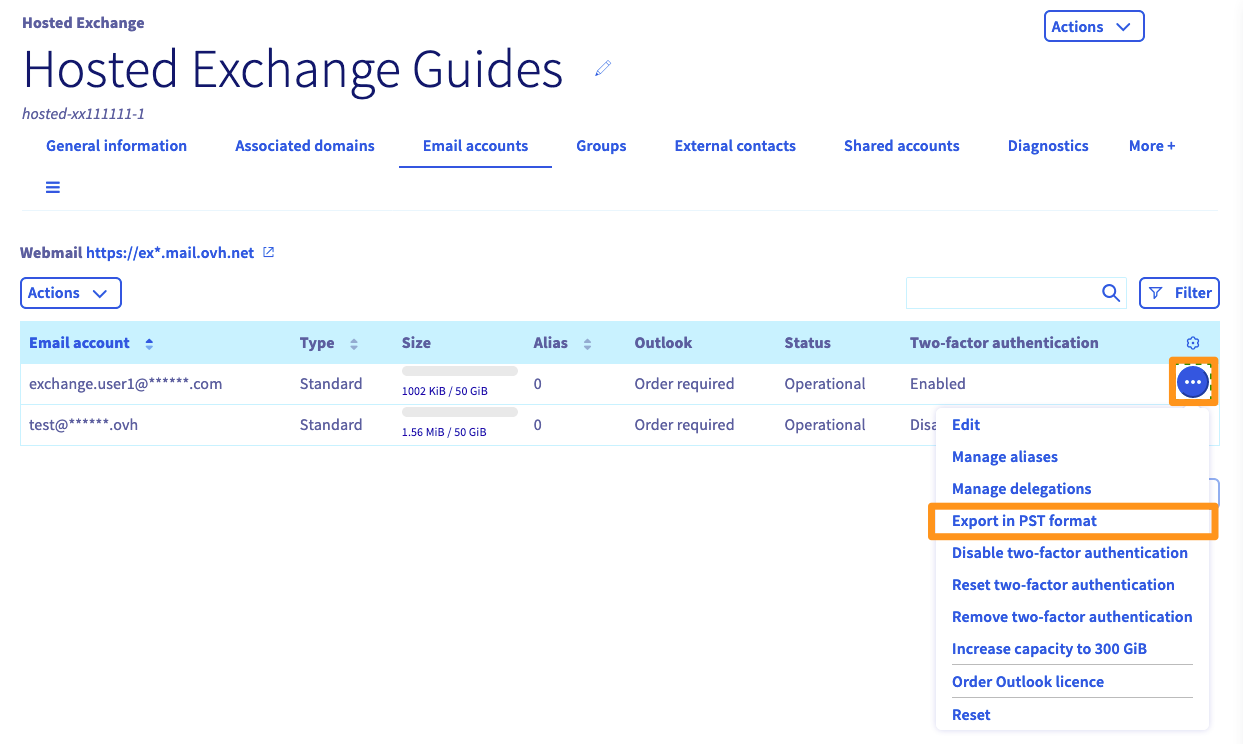 Hosted Exchange
Actions
Hosted Exchange Guides
hosted-xx111111-1
General information Associated domains Email accounts Groups External contacts Shared accounts Diagnostics More +
Webmail https://ex*.mail.ovh.net
Actions
Filter
Email account Type Size Alias Outlook Status Two-factor authentication
exchange.user1@******.com Standard 1002 KiB / 50 GiB 0 Order required Operational Enabled
test@******.ovh Standard 1.56 MiB / 50 GiB 0 Order required Operational Disa
Edit
Manage aliases
Manage delegations
Export in PST format
Disable two-factor authentication
Reset two-factor authentication
Remove two-factor authentication
Increase capacity to 300 GiB
Order Outlook licence
Reset